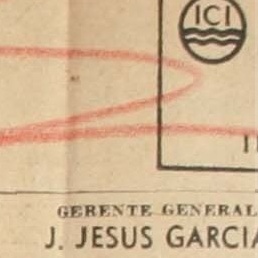 ICI
GERENTE GENERAL
J. JESUS GARCIA